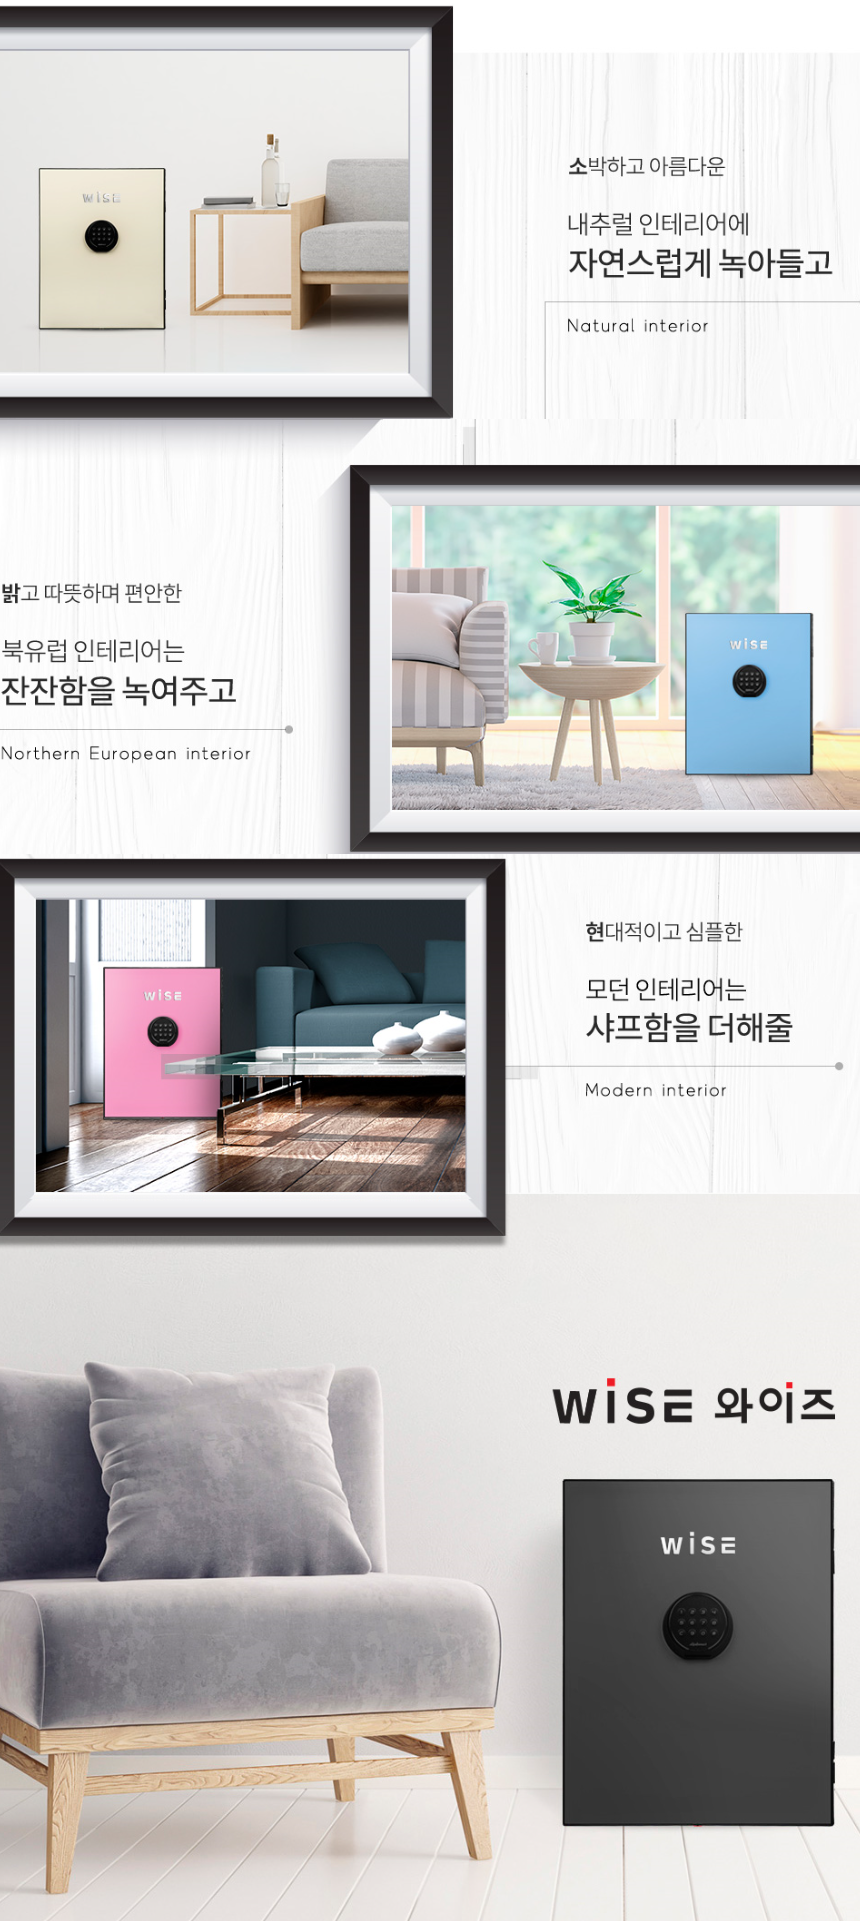 WiSE
소박하고 아름다운
내추럴 인테리어에
자연스럽게 녹아들고
Natural interior
밝고 따뜻하며 편안한
북유럽 인테리어는
잔잔함을 녹여주고
Northern European interior
WiSE
WiSE
현대적이고 심플한
모던 인테리어는
샤프함을 더해줄
Modern interior
WiSE 와이즈
WiSE